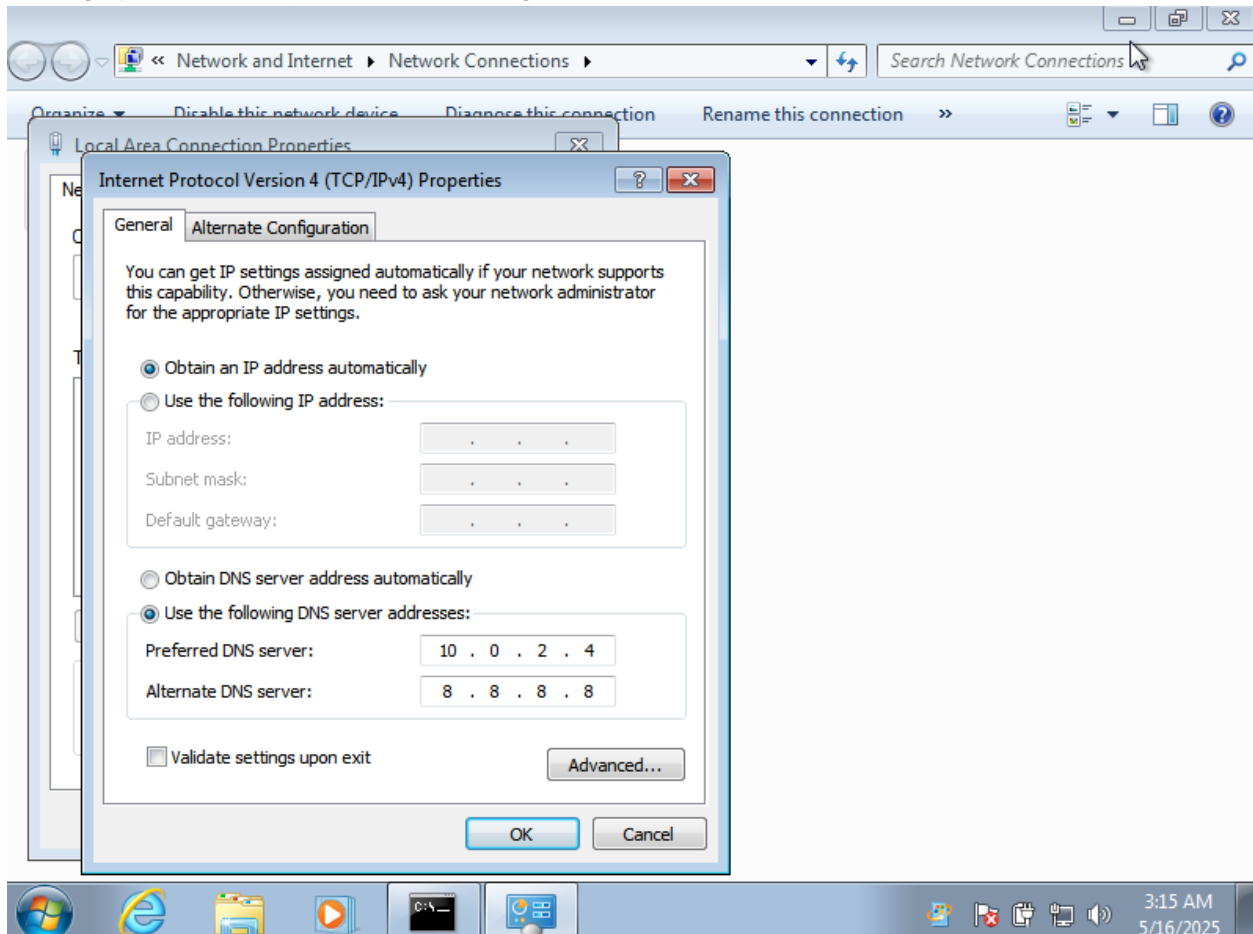 « Network and Internet ▸ Network Connections ▸
Search Network Connections
Organize Disable this network device Diagnose this connection Rename this connection »
Local Area Connection Properties
Internet Protocol Version 4 (TCP/IPv4) Properties
General Alternate Configuration
You can get IP settings assigned automatically if your network supports
this capability. Otherwise, you need to ask your network administrator
for the appropriate IP settings.
Obtain an IP address automatically
Use the following IP address:
IP address: . . .
Subnet mask: . . .
Default gateway: . . .
Obtain DNS server address automatically
Use the following DNS server addresses:
Preferred DNS server: 10 . 0 . 2 . 4
Alternate DNS server: 8 . 8 . 8 . 8
Validate settings upon exit
Advanced...
OK Cancel
C:\_
3:15 AM
5/16/2025